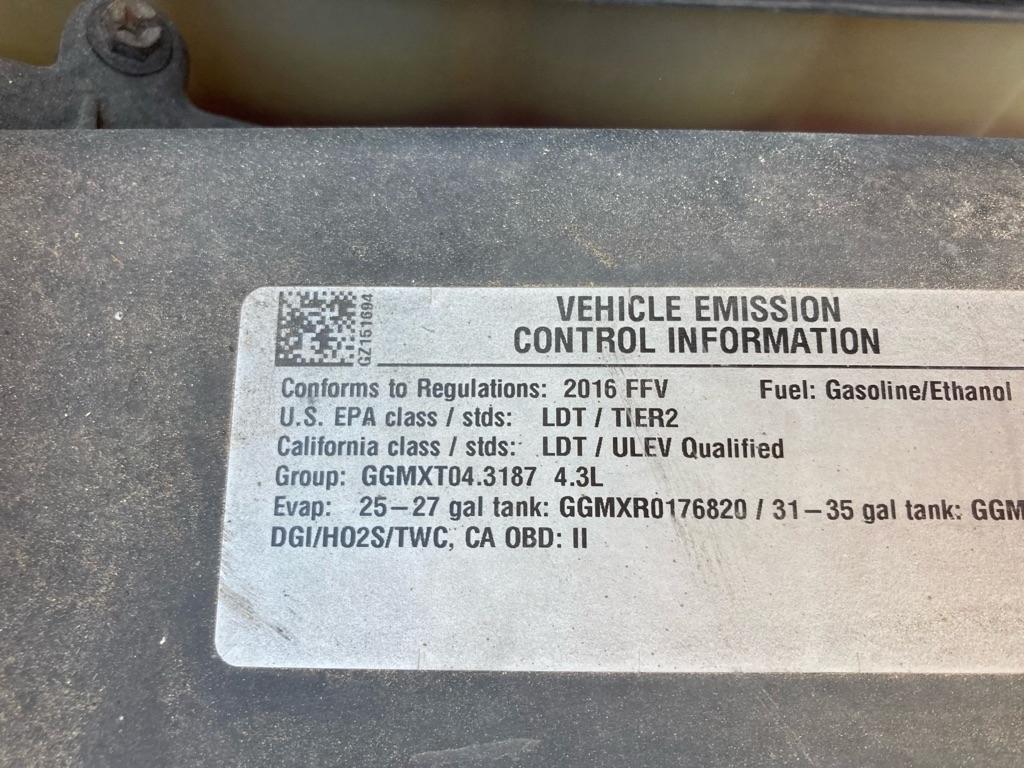 GZ151694
VEHICLE EMISSION
CONTROL INFORMATION
Conforms to Regulations: 2016 FFV Fuel: Gasoline/Ethanol
U.S. EPA class / stds: LDT / TIER2
California class / stds: LDT / ULEV Qualified
Group: GGMXT04.3187 4.3L
Evap: 25–27 gal tank: GGMXR0176820 / 31–35 gal tank: GGM
DGI/HO2S/TWC, CA OBD: II